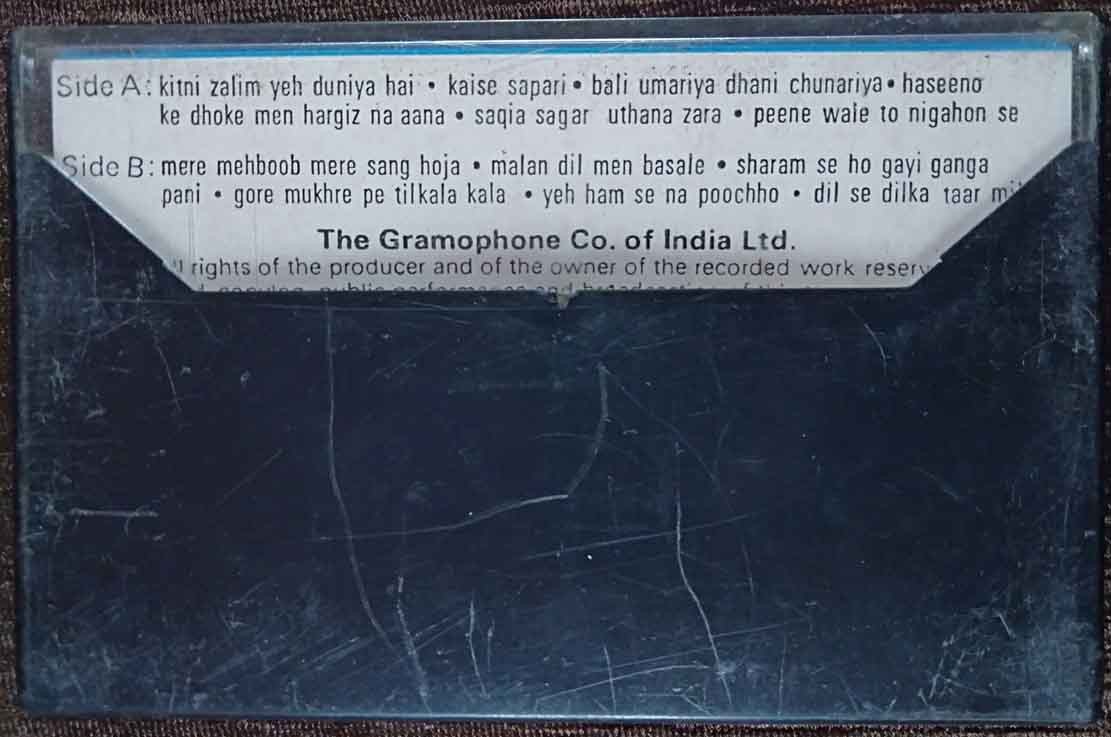 Side A: kitni zalim yeh duniya hai • kaise sapari • bali umariya dhani chunariya • haseeno
ke dhoke men hargiz na aana • saqia sagar uthana zara • peene wale to nigahon se
Side B: mere mehboob mere sang hoja • malan dil men basale • sharam se ho gayi ganga
pani • gore mukhre pe tilkala kala • yeh ham se na poochho • dil se dilka taar
The Gramophone Co. of India Ltd.
rights of the producer and of the owner of the recorded work